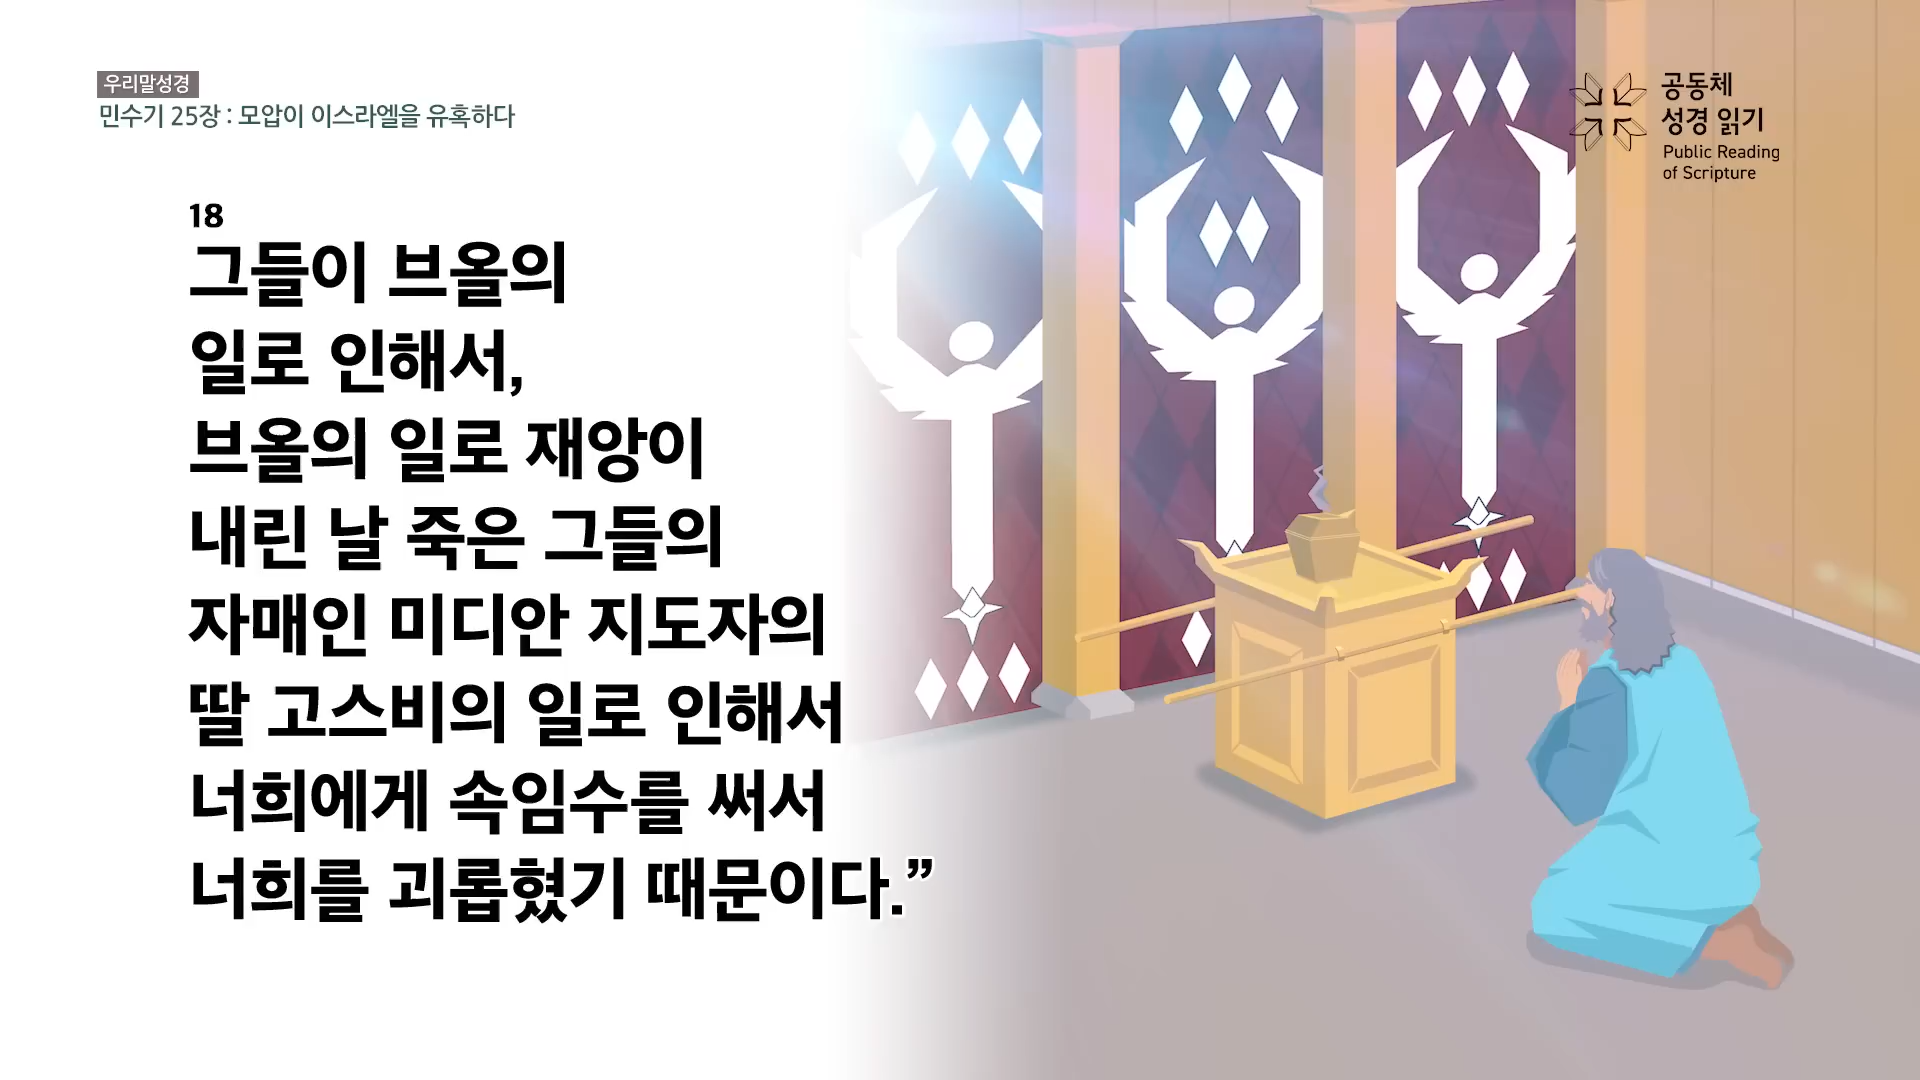 우리말성경
민수기 25장 : 모압이 이스라엘을 유혹하다
공동체
성경 읽기
Public Reading
of Scripture
18
그들이 브올의
일로 인해서,
브올의 일로 재앙이
내린 날 죽은 그들의
자매인 미디안 지도자의
딸 고스비의 일로 인해서
너희에게 속임수를 써서
너희를 괴롭혔기 때문이다.”